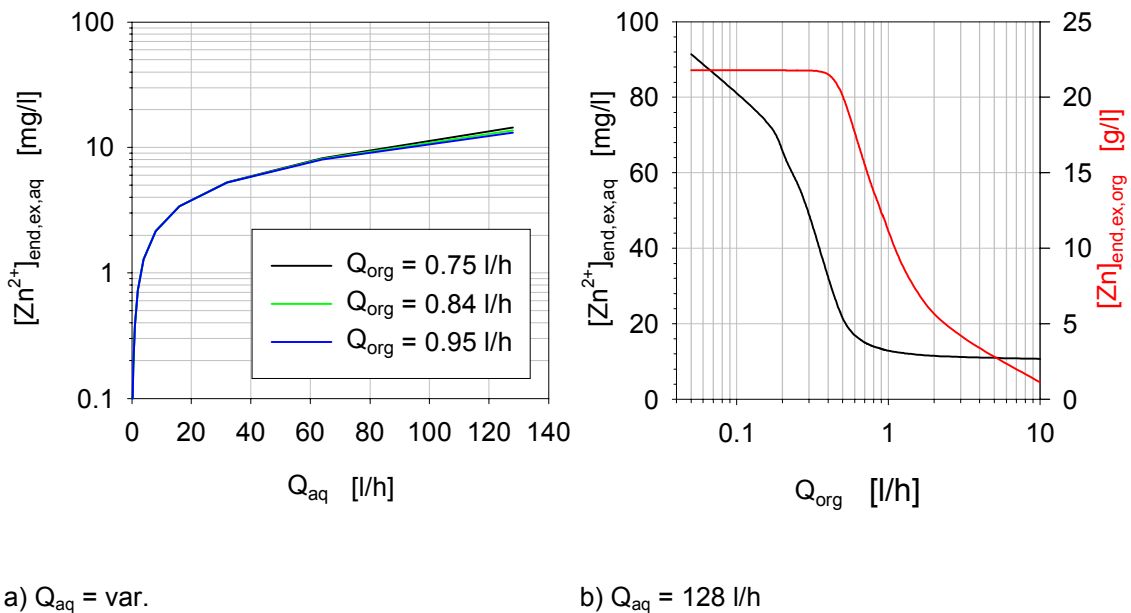 100
10
1
0.1
[Zn²⁺]end,ex,aq [mg/l]
Qorg = 0.75 l/h
Qorg = 0.84 l/h
Qorg = 0.95 l/h
0 20 40 60 80 100 120 140
Qaq [l/h]
100
80
60
40
20
0
[Zn²⁺]end,ex,aq [mg/l]
25
20
15
10
5
0
[Zn]end,ex,org [g/l]
0.1 1 10
Qorg [l/h]
a) Qaq = var.
b) Qaq = 128 l/h